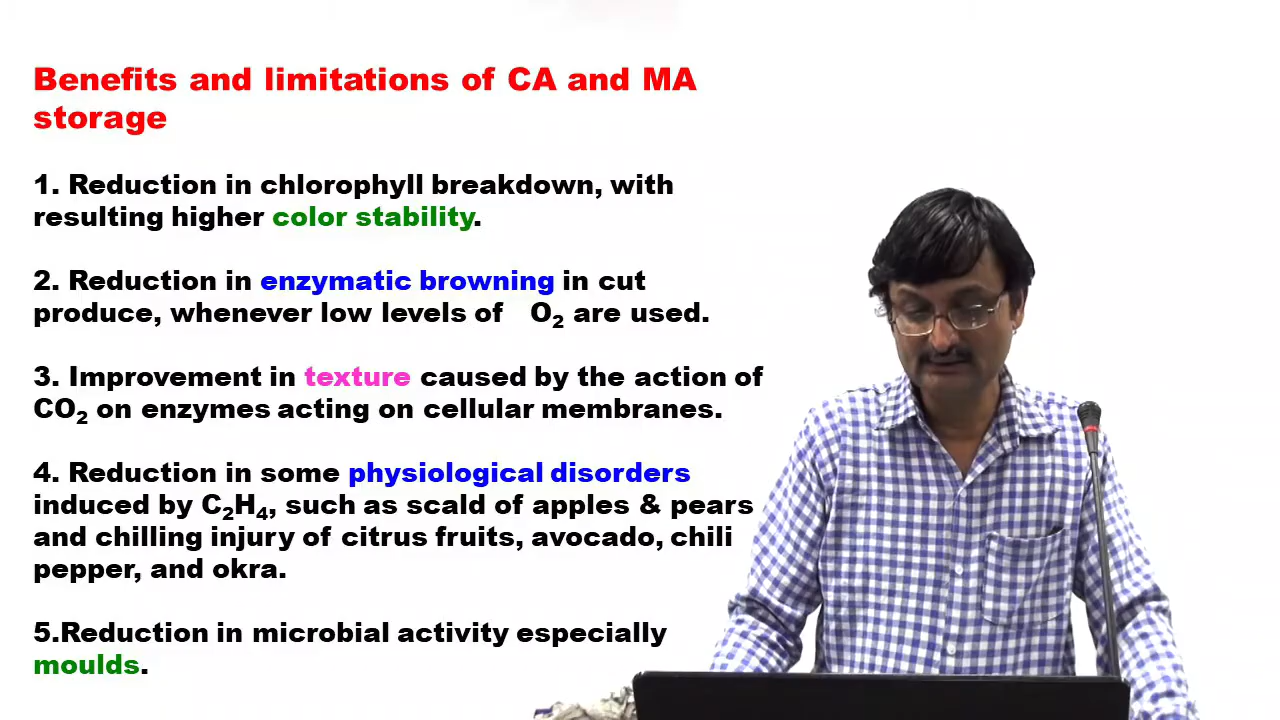 Benefits and limitations of CA and MA
storage
1. Reduction in chlorophyll breakdown, with
resulting higher color stability.
2. Reduction in enzymatic browning in cut
produce, whenever low levels of O₂ are used.
3. Improvement in texture caused by the action of
CO₂ on enzymes acting on cellular membranes.
4. Reduction in some physiological disorders
induced by C₂H₄, such as scald of apples & pears
and chilling injury of citrus fruits, avocado, chili
pepper, and okra.
5.Reduction in microbial activity especially
moulds.